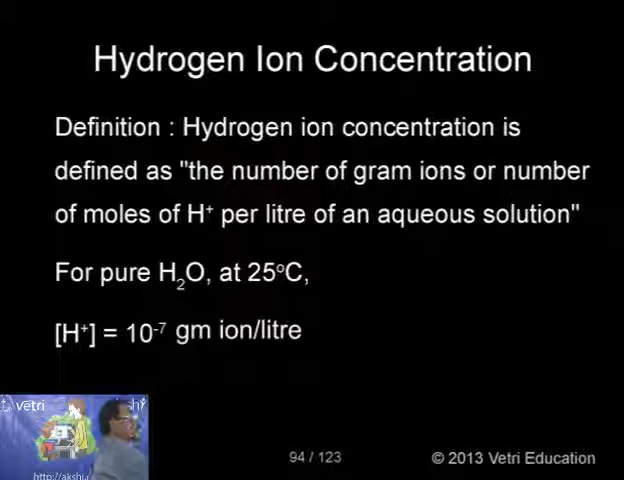 Hydrogen Ion Concentration
Definition : Hydrogen ion concentration is
defined as "the number of gram ions or number
of moles of H⁺ per litre of an aqueous solution"
For pure H₂O, at 25°C,
[H⁺] = 10⁻⁷ gm ion/litre
vetri
http://akshi.
94 / 123
© 2013 Vetri Education